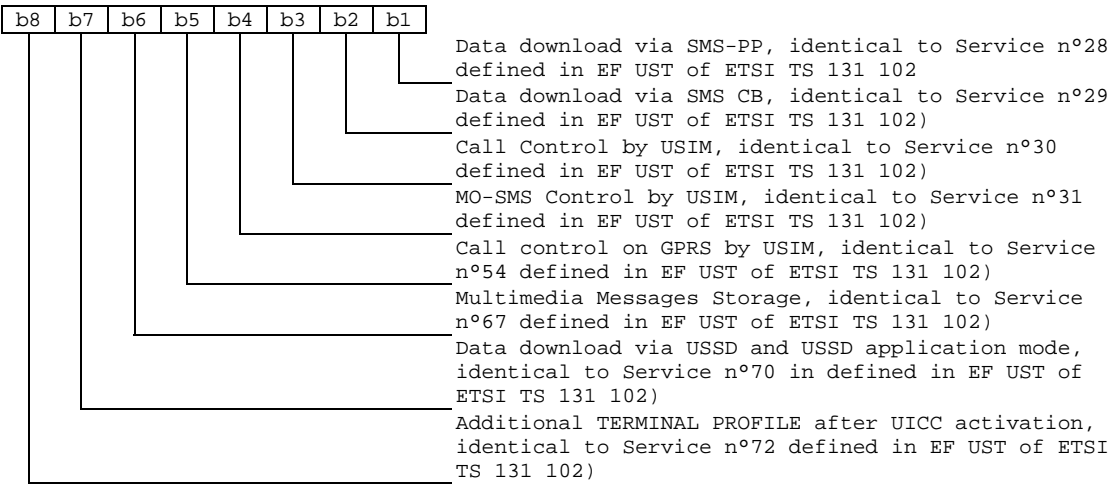 b8 b7 b6 b5 b4 b3 b2 b1
Data download via SMS-PP, identical to Service nº28
defined in EF UST of ETSI TS 131 102
Data download via SMS CB, identical to Service nº29
defined in EF UST of ETSI TS 131 102)
Call Control by USIM, identical to Service nº30
defined in EF UST of ETSI TS 131 102)
MO-SMS Control by USIM, identical to Service nº31
defined in EF UST of ETSI TS 131 102)
Call control on GPRS by USIM, identical to Service
nº54 defined in EF UST of ETSI TS 131 102)
Multimedia Messages Storage, identical to Service
nº67 defined in EF UST of ETSI TS 131 102)
Data download via USSD and USSD application mode,
identical to Service nº70 in defined in EF UST of
ETSI TS 131 102)
Additional TERMINAL PROFILE after UICC activation,
identical to Service nº72 defined in EF UST of ETSI
TS 131 102)